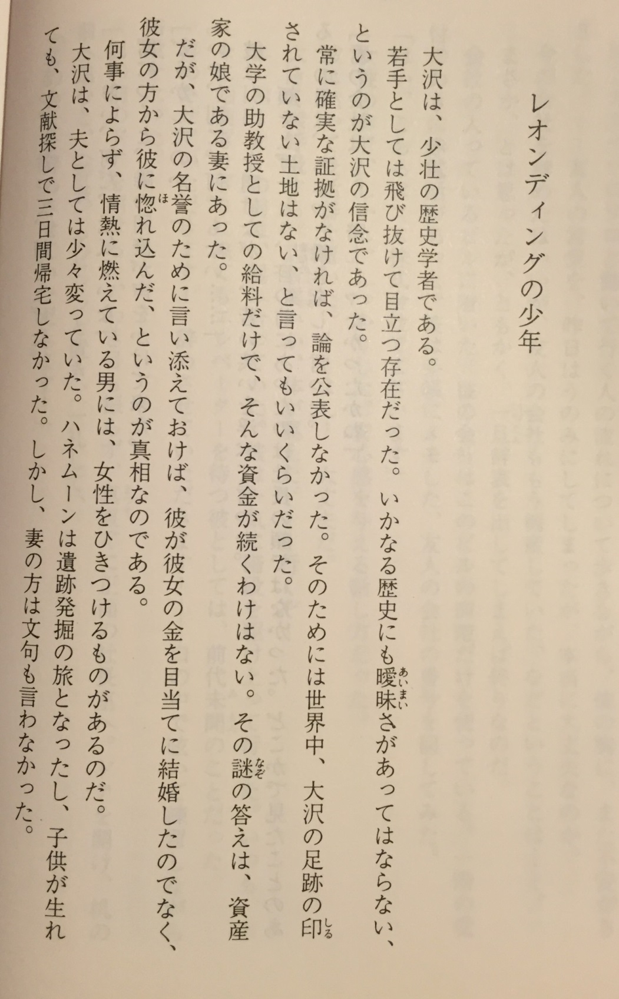 レオンディングの少年
大沢は、少壮の歴史学者である。
若手としては飛び抜けて目立つ存在だった。いかなる歴史にも曖昧さがあってはならない、
というのが大沢の信念であった。
常に確実な証拠がなければ、論を公表しなかった。そのためには世界中、大沢の足跡の印
されていない土地はない、と言ってもいいくらいだった。
大学の助教授としての給料だけで、そんな資金が続くわけはない。その謎の答えは、資産
家の娘である妻にあった。
だが、大沢の名誉のために言い添えておけば、彼が彼女の金を目当てに結婚したのでなく、
彼女の方から彼に惚れ込んだ、というのが真相なのである。
何事によらず、情熱に燃えている男には、女性をひきつけるものがあるのだ。
大沢は、夫としては少々変っていた。ハネムーンは遺跡発掘の旅となったし、子供が生れ
ても、文献探しで三日間帰宅しなかった。しかし、妻の方は文句も言わなかった。